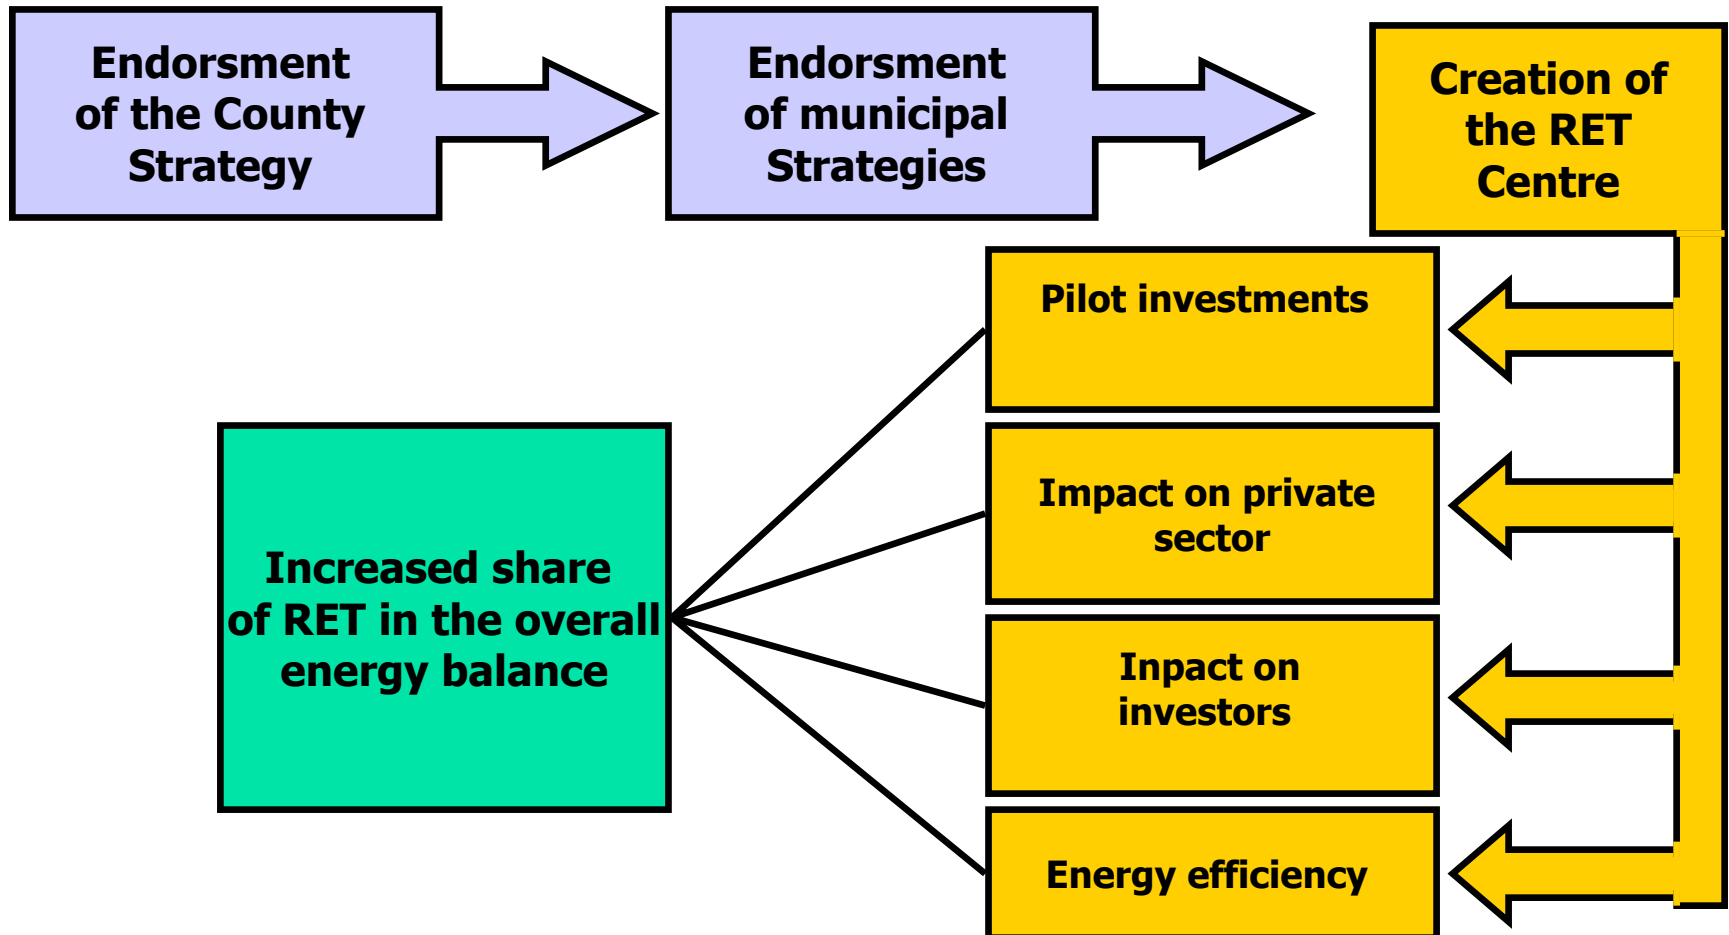 Endorsment
of the County
Strategy
Endorsment
of municipal
Strategies
Creation of
the RET
Centre
Pilot investments
Impact on private
sector
Increased share
of RET in the overall
energy balance
Inpact on
investors
Energy efficiency